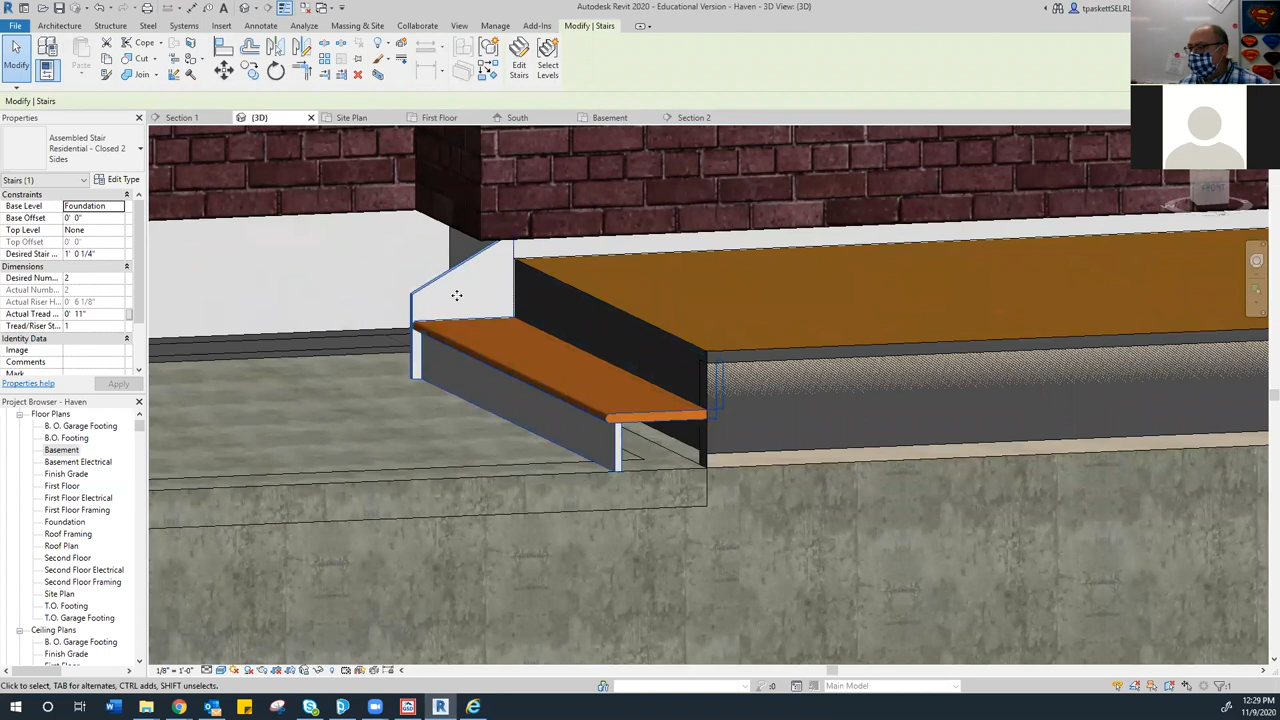 Autodesk Revit 2020 - Educational Version - Haven - 3D View: {3D}
tpaskettSELRL
File
Architecture
Structure
Steel
Systems
Insert
Annotate
Analyze
Massing & Site
Collaborate
View
Manage
Add-Ins
Modify | Stairs
Modify
Paste
Cope
Cut
Join
Edit
Stairs
Select
Levels
Modify | Stairs
Properties
Section 1
{3D}
Site Plan
First Floor
South
Basement
Section 2
Assembled Stair
Residential - Closed 2
Sides
Stairs (1)
Edit Type
Constraints
Base Level Foundation
Base Offset 0' 0"
Top Level None
Top Offset 0' 0"
Desired Stair ... 1' 0 1/4"
Dimensions
Desired Num... 2
Actual Numb... 2
Actual Riser H... 0' 6 1/8"
Actual Tread ... 0' 11"
Tread/Riser St... 1
Identity Data
Image
Comments
Mark
Properties help
Apply
Project Browser - Haven
Floor Plans
B. O. Garage Footing
B.O. Footing
Basement
Basement Electrical
Finish Grade
First Floor
First Floor Electrical
First Floor Framing
Foundation
Roof Framing
Roof Plan
Second Floor
Second Floor Electrical
Second Floor Framing
Site Plan
T.O. Footing
T.O. Garage Footing
Ceiling Plans
B. O. Garage Footing
Finish Grade
FRONT
1/8" = 1'-0"
Click to select, TAB for alternates, CTRL adds, SHIFT unselects.
:0
Main Model
:1
12:29 PM
11/9/2020